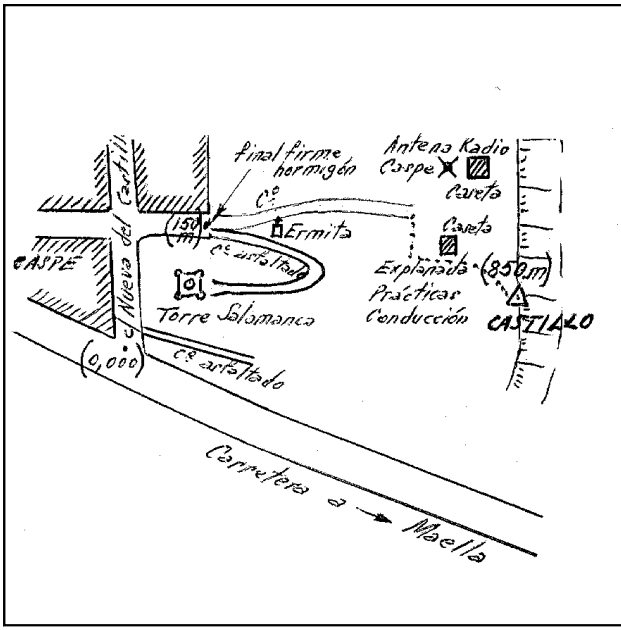 Antena Radio
Caspe
Caseta
final firme
hormigón
Cº
C Nueva del Castillo
(150
m)
Ermita
Caseta
Cº asfaltado
CASPE
Explanada
Prácticas
Conducción
(850 m)
CASTILLO
Torre Salamanca
(0,000)
Cº asfaltado
Carretera a → Maella